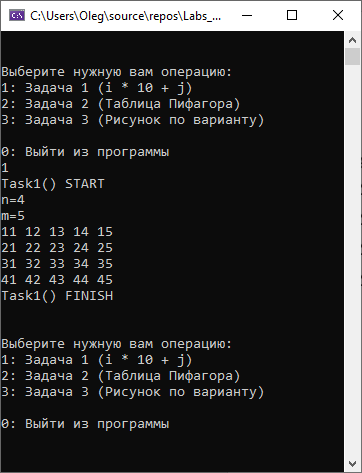 C:\Users\Oleg\source\repos\Labs_...
Выберите нужную вам операцию:
1: Задача 1 (i * 10 + j)
2: Задача 2 (Таблица Пифагора)
3: Задача 3 (Рисунок по варианту)
0: Выйти из программы
1
Task1() START
n=4
m=5
11 12 13 14 15
21 22 23 24 25
31 32 33 34 35
41 42 43 44 45
Task1() FINISH
Выберите нужную вам операцию:
1: Задача 1 (i * 10 + j)
2: Задача 2 (Таблица Пифагора)
3: Задача 3 (Рисунок по варианту)
0: Выйти из программы